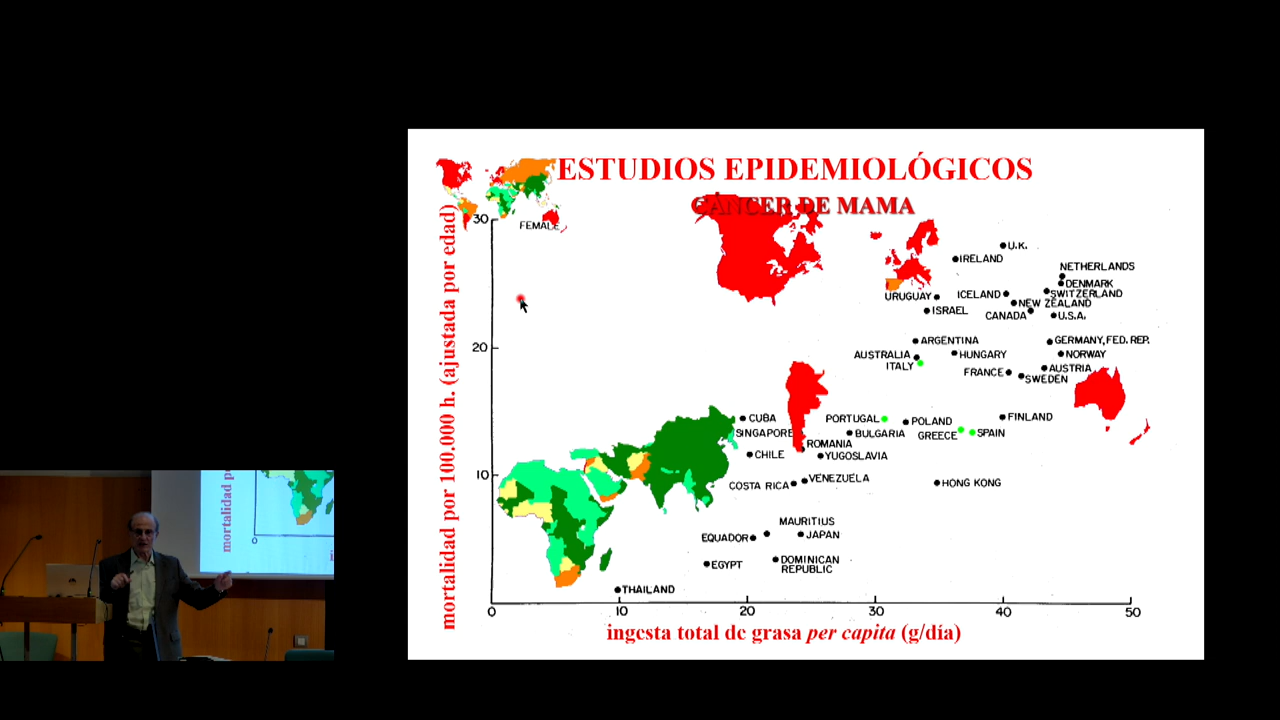 ESTUDIOS EPIDEMIOLÓGICOS
CÁNCER DE MAMA
mortalidad por 100.000 h. (ajustada por edad)
30
FEMALE
U.K.
IRELAND
NETHERLANDS
DENMARK
SWITZERLAND
URUGUAY
ICELAND
NEW ZEALAND
ISRAEL
CANADA
U.S.A.
20
ARGENTINA
GERMANY, FED. REP.
AUSTRALIA
HUNGARY
NORWAY
ITALY
FRANCE
AUSTRIA
SWEDEN
CUBA
PORTUGAL
POLAND
FINLAND
SINGAPORE
BULGARIA
GREECE
SPAIN
ROMANIA
CHILE
YUGOSLAVIA
10
COSTA RICA
VENEZUELA
HONG KONG
MAURITIUS
EQUADOR
JAPAN
EGYPT
DOMINICAN
REPUBLIC
THAILAND
0
10
20
30
40
50
ingesta total de grasa per capita (g/día)
mortalidad p
0